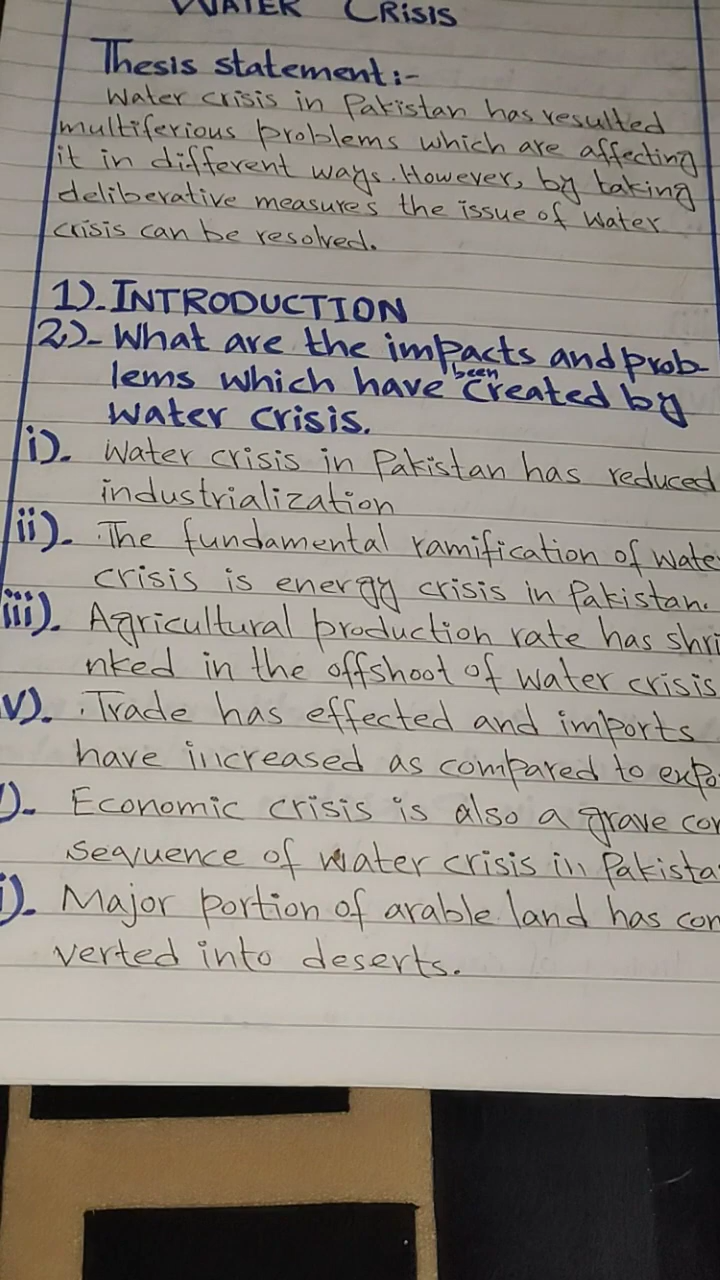 WATER CRISIS
Thesis statement:-
Water crisis in Pakistan has resulted
multiferious problems which are affecting
it in different ways. However, by taking
deliberative measures the issue of water
crisis can be resolved.
1). INTRODUCTION
2).- What are the impacts and prob-
lems which have been created by
water crisis.
i). Water crisis in Pakistan has reduced
industrialization
ii). The fundamental ramification of wate
crisis is energy crisis in Pakistan.
iii). Agricultural production rate has shri
nked in the offshoot of water crisis
v). Trade has effected and imports
have increased as compared to expo
). Economic crisis is also a grave con
sequence of water crisis in Pakista
i). Major portion of arable land has con
verted into deserts.